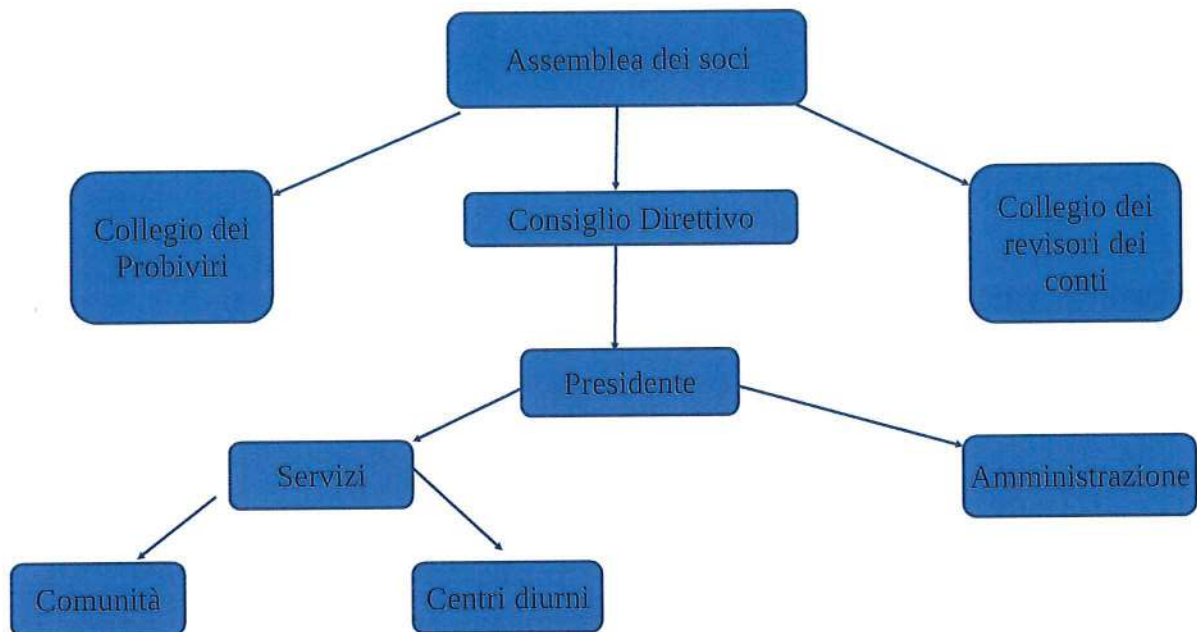 Assemblea dei soci
Collegio dei
Probiviri
Consiglio Direttivo
Collegio dei
revisori dei
conti
Presidente
Servizi
Amministrazione
Comunità
Centri diurni